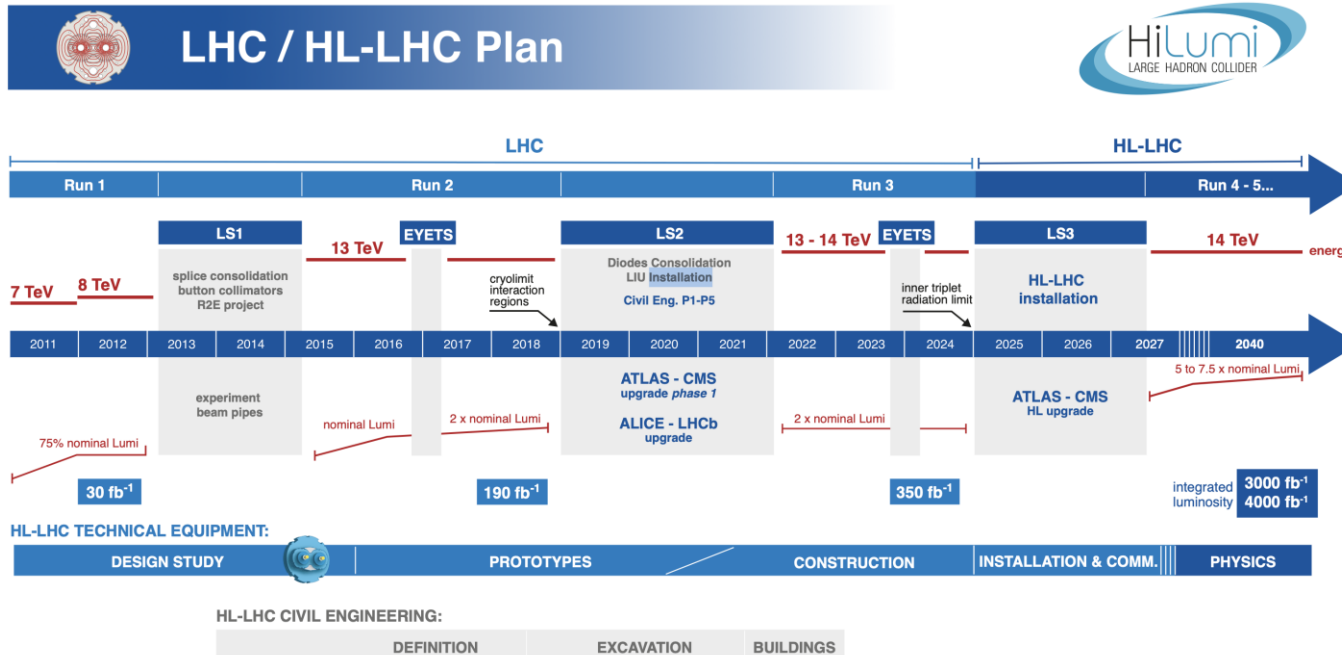 LHC / HL-LHC Plan
HiLumi
LARGE HADRON COLLIDER
LHC
HL-LHC
Run 1
Run 2
Run 3
Run 4 - 5...
LS1
EYETS
LS2
EYETS
LS3
7 TeV
8 TeV
13 TeV
13 - 14 TeV
14 TeV
energ
splice consolidation
button collimators
R2E project
cryolimit
interaction
regions
Diodes Consolidation
LIU Installation
Civil Eng. P1-P5
inner triplet
radiation limit
HL-LHC
installation
2011
2012
2013
2014
2015
2016
2017
2018
2019
2020
2021
2022
2023
2024
2025
2026
2027
2040
75% nominal Lumi
experiment
beam pipes
nominal Lumi
2 x nominal Lumi
ATLAS - CMS
upgrade phase 1
ALICE - LHCb
upgrade
2 x nominal Lumi
ATLAS - CMS
HL upgrade
5 to 7.5 x nominal Lumi
30 fb⁻¹
190 fb⁻¹
350 fb⁻¹
integrated
luminosity
3000 fb⁻¹
4000 fb⁻¹
HL-LHC TECHNICAL EQUIPMENT:
DESIGN STUDY
PROTOTYPES
CONSTRUCTION
INSTALLATION & COMM.
PHYSICS
HL-LHC CIVIL ENGINEERING:
DEFINITION
EXCAVATION
BUILDINGS